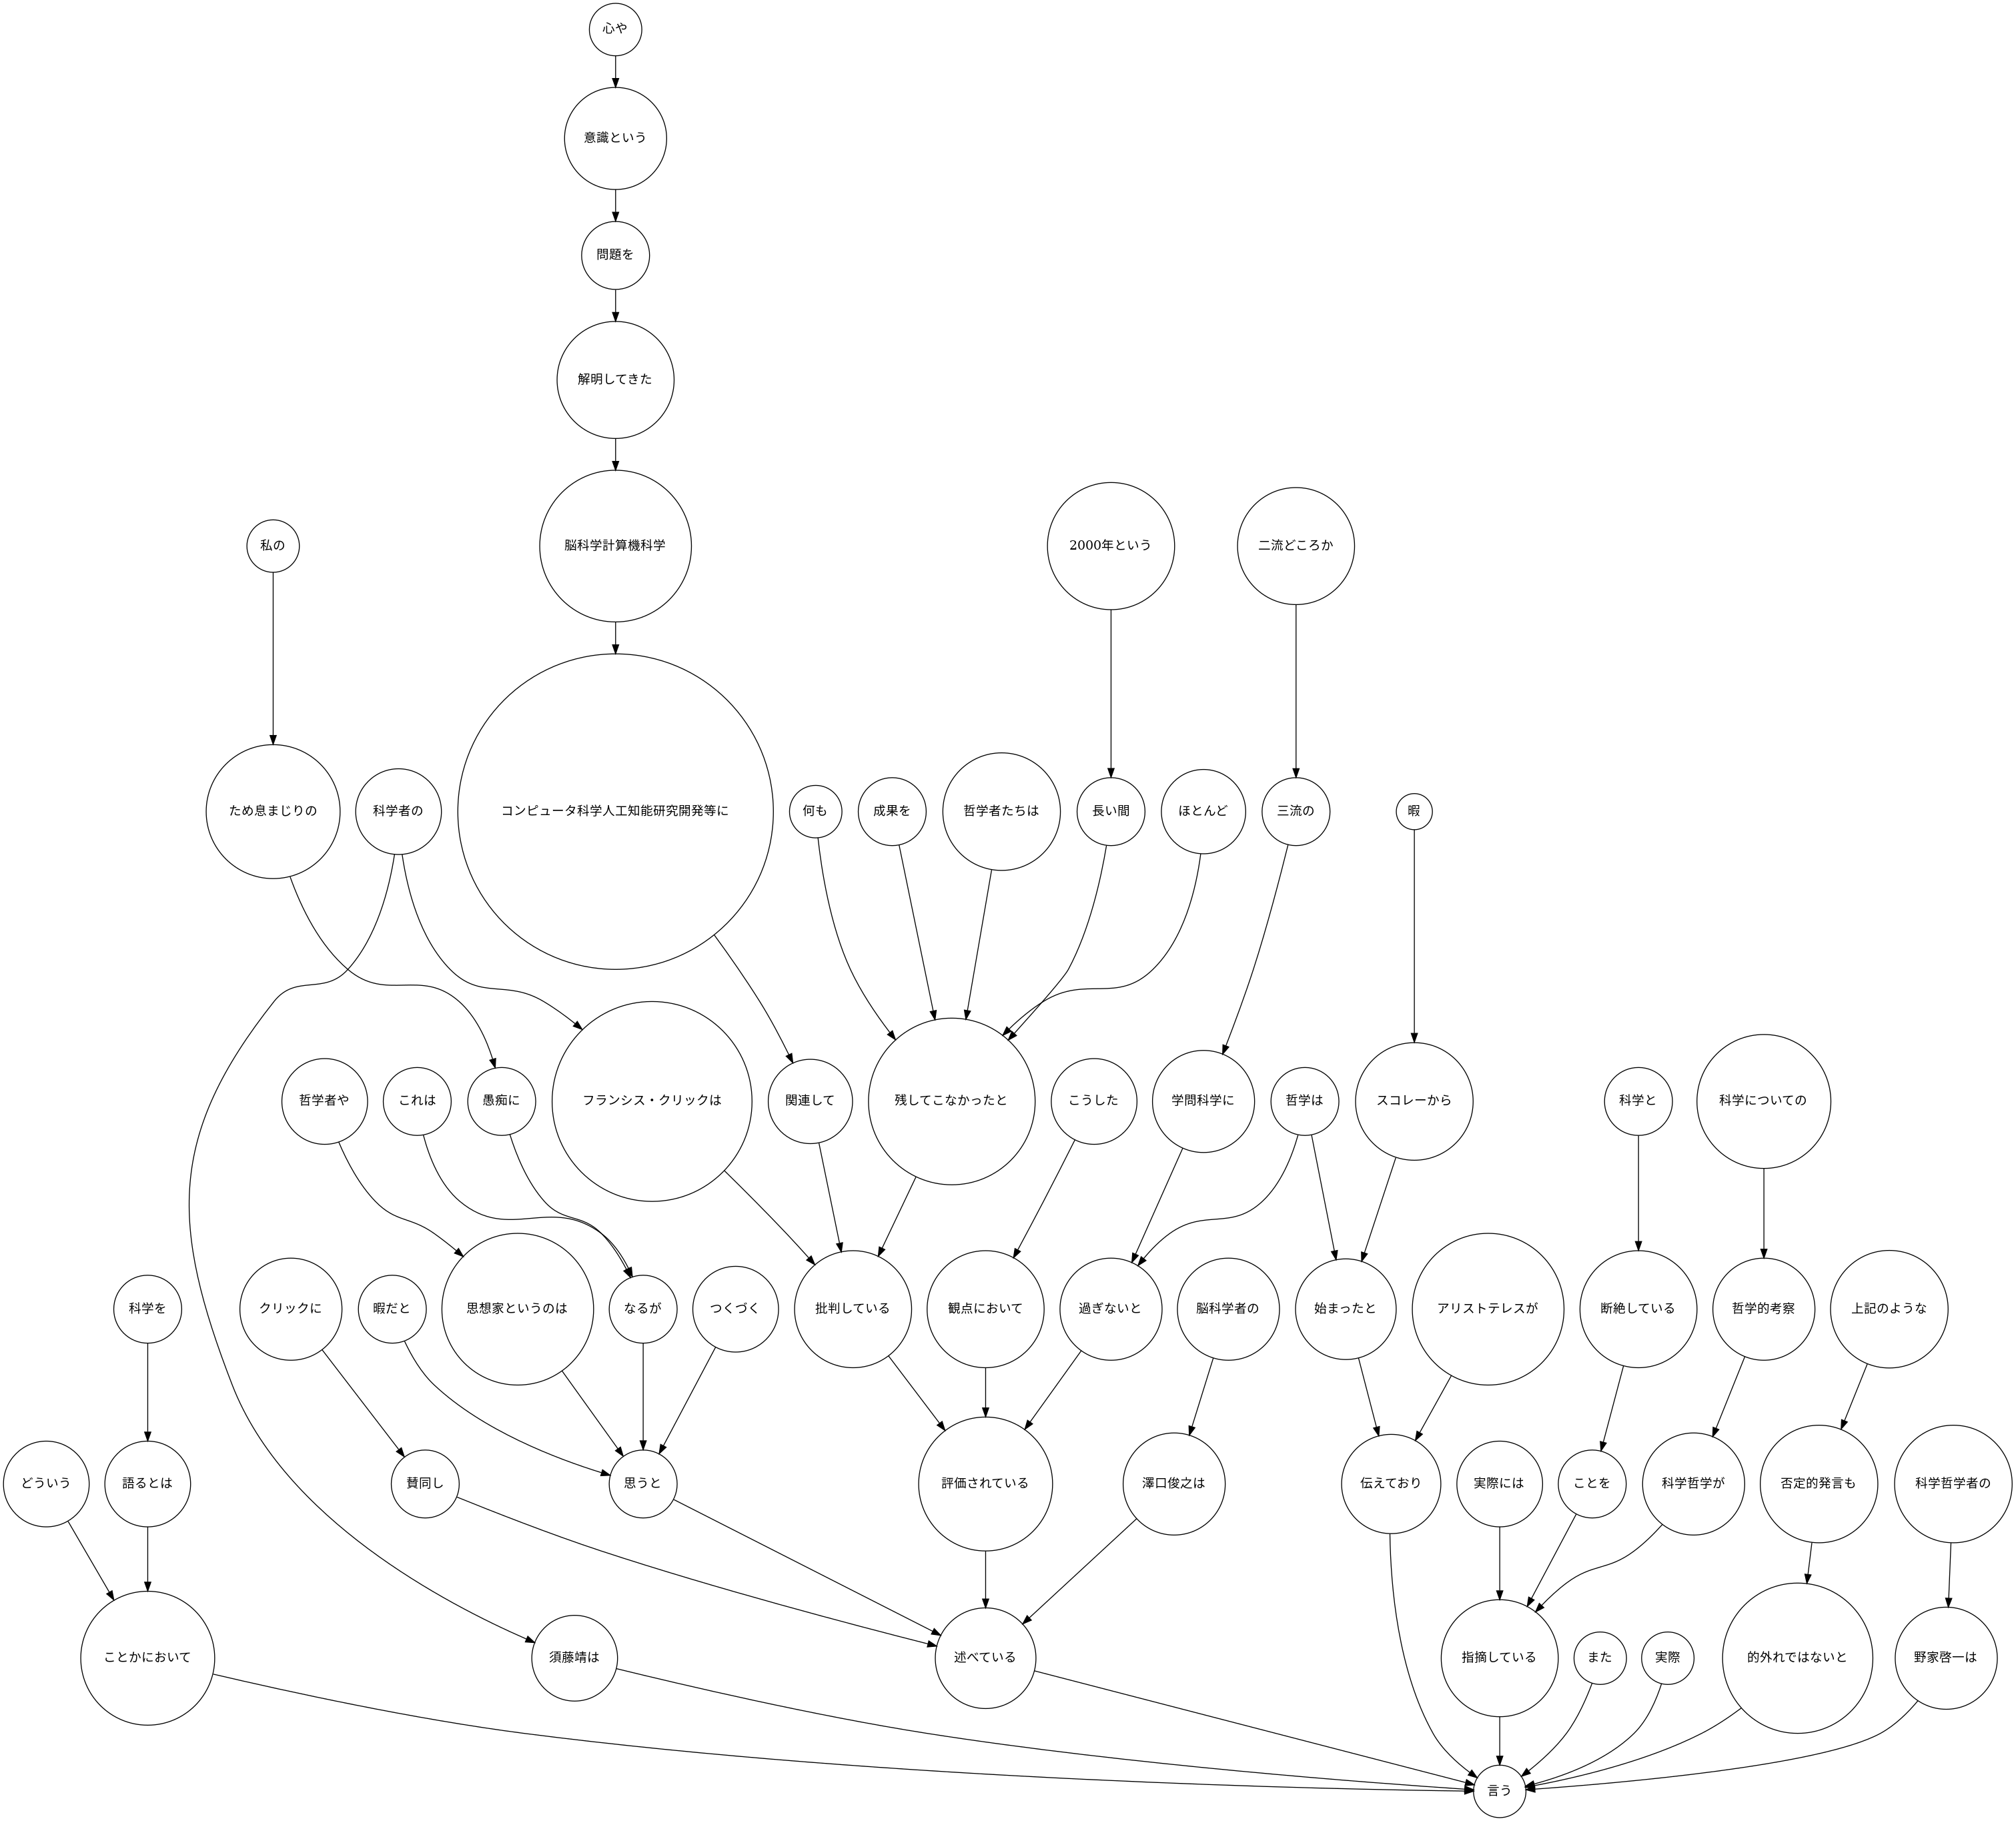 心や
意識という
問題を
解明してきた
私の
脳科学計算機科学
2000年という
二流どころか
ため息まじりの
科学者の
コンピュータ科学人工知能研究開発等に
何も
成果を
哲学者たちは
長い間
ほとんど
三流の
暇
哲学者や
これは
愚痴に
フランシス・クリックは
関連して
残してこなかったと
こうした
学問科学に
哲学は
スコレーから
科学と
科学についての
科学を
クリックに
暇だと
思想家というのは
なるが
つくづく
批判している
観点において
過ぎないと
脳科学者の
始まったと
アリストテレスが
断絶している
哲学的考察
上記のような
どういう
語るとは
賛同し
思うと
評価されている
澤口俊之は
伝えており
実際には
ことを
科学哲学が
否定的発言も
科学哲学者の
ことかにおいて
須藤靖は
述べている
指摘している
また
実際
的外れではないと
野家啓一は
言う